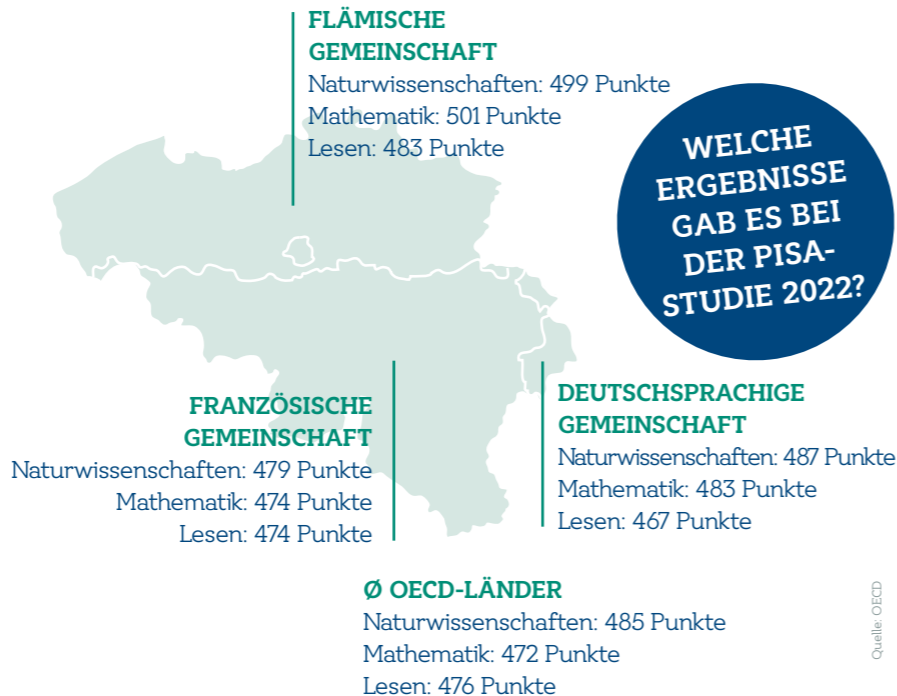 FLÄMISCHE
GEMEINSCHAFT
Naturwissenschaften: 499 Punkte
Mathematik: 501 Punkte
Lesen: 483 Punkte
WELCHE
ERGEBNISSE
GAB ES BEI
DER PISA-
STUDIE 2022?
FRANZÖSISCHE
GEMEINSCHAFT
Naturwissenschaften: 479 Punkte
Mathematik: 474 Punkte
Lesen: 474 Punkte
DEUTSCHSPRACHIGE
GEMEINSCHAFT
Naturwissenschaften: 487 Punkte
Mathematik: 483 Punkte
Lesen: 467 Punkte
Ø OECD-LÄNDER
Naturwissenschaften: 485 Punkte
Mathematik: 472 Punkte
Lesen: 476 Punkte
Quelle: OECD